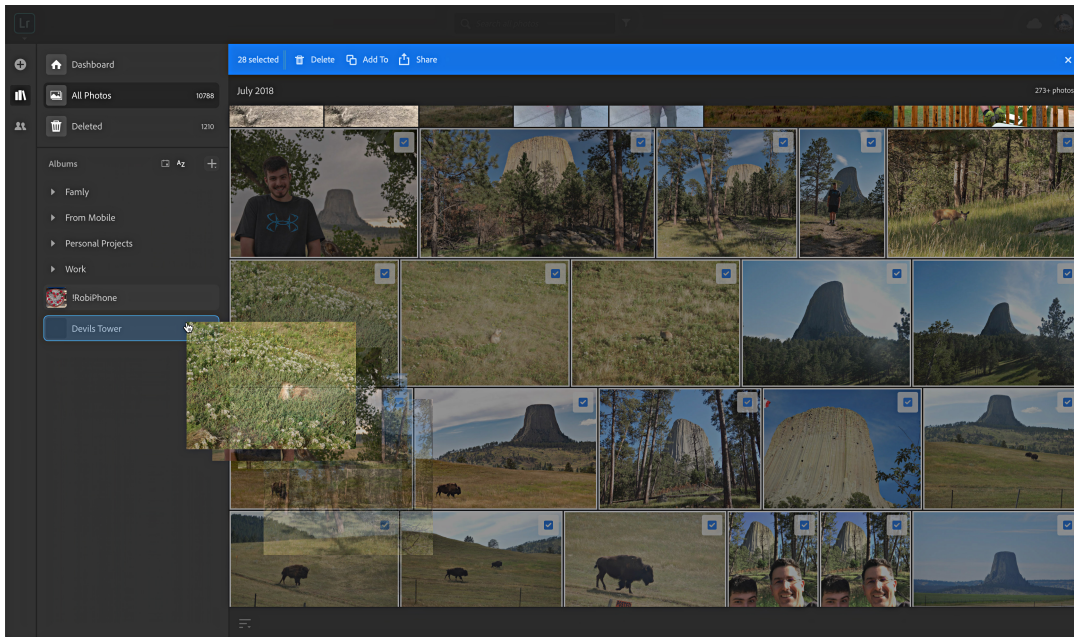 Lr
Dashboard
28 selected Delete Add To Share
All Photos 10788
July 2018 273+ photos
Deleted 1210
Albums AZ
Famly
From Mobile
Personal Projects
Work
!RobiPhone
Devils Tower